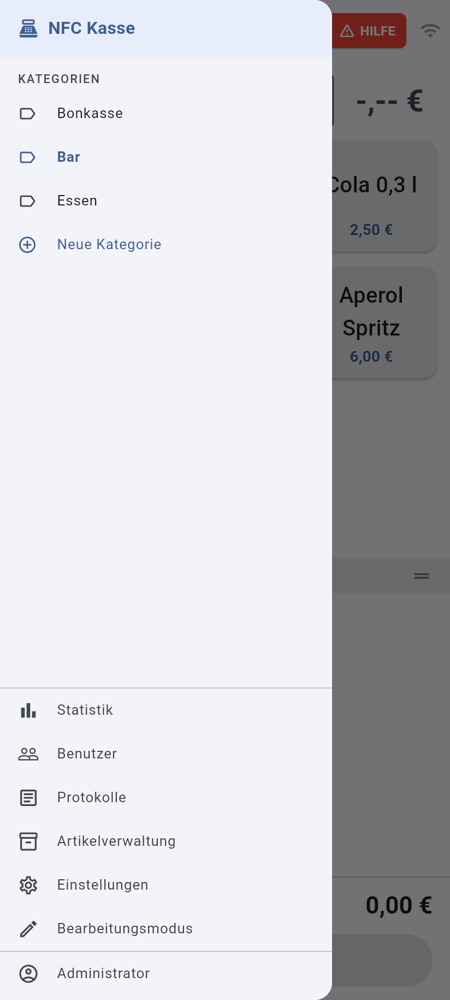 NFC Kasse
HILFE
KATEGORIEN
-,-- €
Bonkasse
Bar
Cola 0,3 l
Essen
2,50 €
Neue Kategorie
Aperol
Spritz
6,00 €
Statistik
Benutzer
Protokolle
Artikelverwaltung
Einstellungen
0,00 €
Bearbeitungsmodus
Administrator